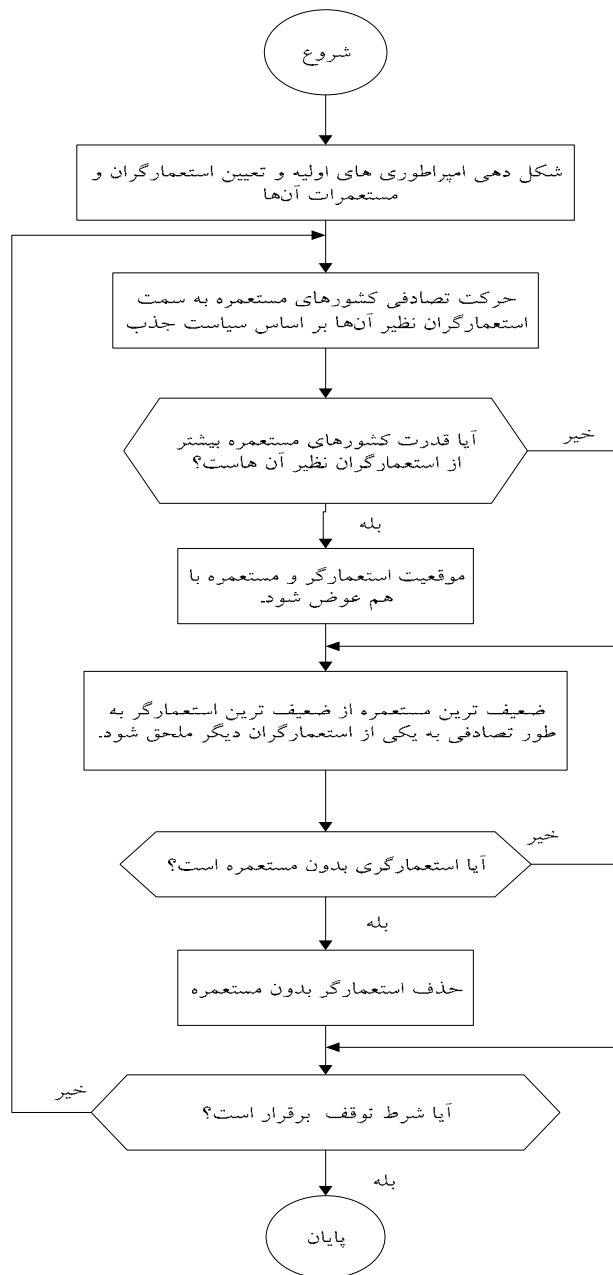 شروع
شکل دهی امپراطوری های اولیه و تعیین استعمارگران و
مستعمرات آن‌ها
حرکت تصادفی کشورهای مستعمره به سمت
استعمارگران نظیر آن‌ها بر اساس سیاست جذب
آیا قدرت کشورهای مستعمره بیشتر
از استعمارگران نظیر آن هاست؟
خیر
بله
موقعیت استعمارگر و مستعمره با
هم عوض شود.
ضعیف ترین مستعمره از ضعیف ترین استعمارگر به
طور تصادفی به یکی از استعمارگران دیگر ملحق شود.
آیا استعمارگری بدون مستعمره است؟
خیر
بله
حذف استعمارگر بدون مستعمره
آیا شرط توقف برقرار است؟
خیر
بله
پایان